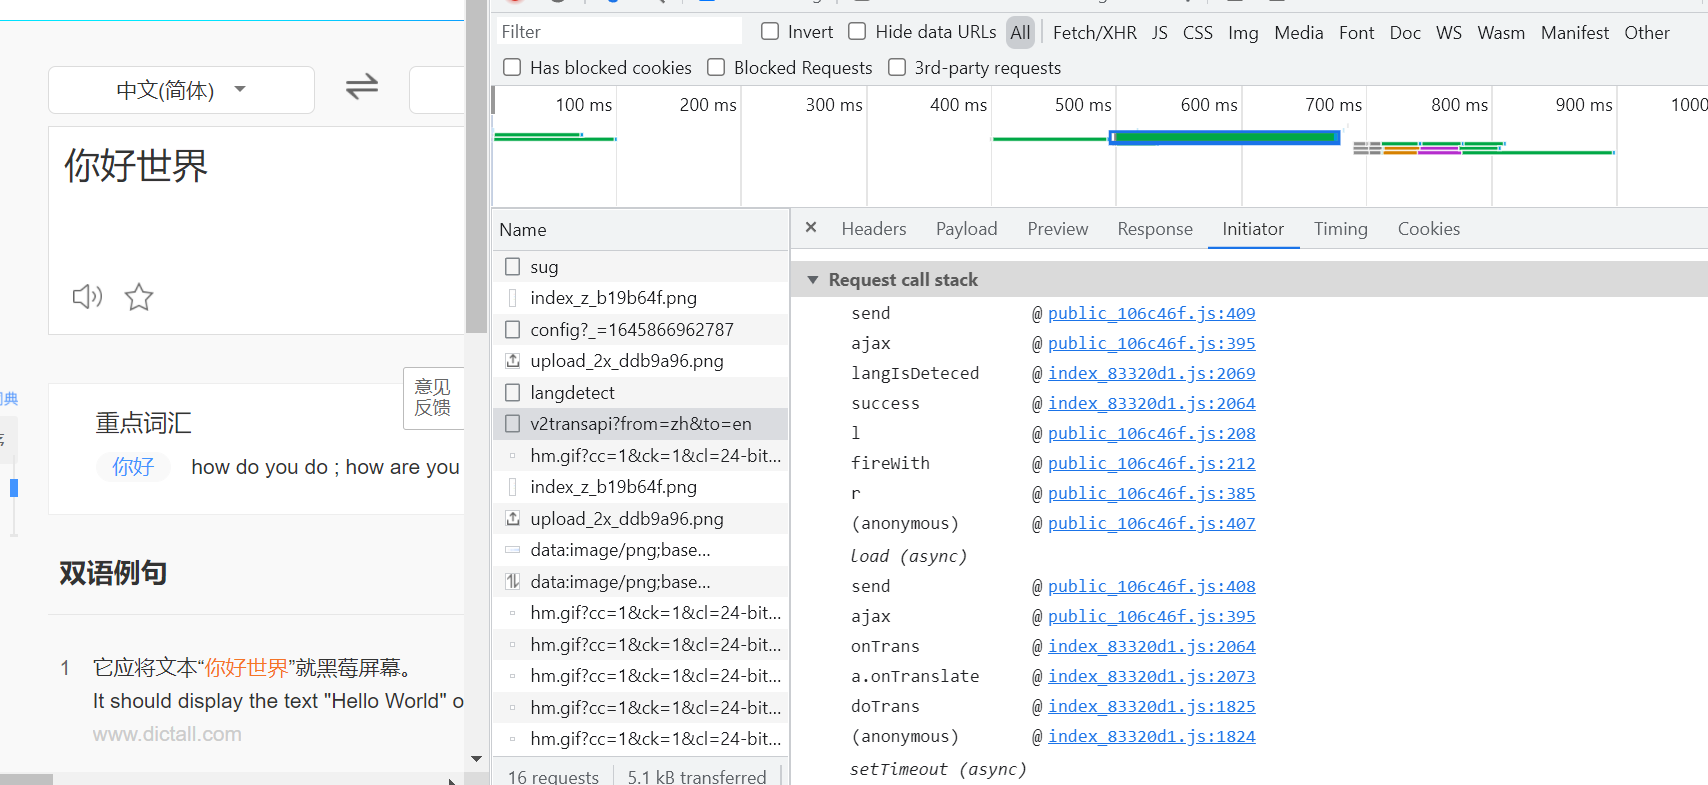 中文(简体)
你好世界
意见
反馈
重点词汇
你好 how do you do ; how are you
双语例句
1 它应将文本“你好世界”就黑莓屏幕。
It should display the text "Hello World" o
www.dictall.com
Filter Invert Hide data URLs All Fetch/XHR JS CSS Img Media Font Doc WS Wasm Manifest Other
Has blocked cookies Blocked Requests 3rd-party requests
100 ms 200 ms 300 ms 400 ms 500 ms 600 ms 700 ms 800 ms 900 ms 1000
Name
sug
index_z_b19b64f.png
config?_=1645866962787
upload_2x_ddb9a96.png
langdetect
v2transapi?from=zh&to=en
hm.gif?cc=1&ck=1&cl=24-bit...
index_z_b19b64f.png
upload_2x_ddb9a96.png
data:image/png;base...
data:image/png;base...
hm.gif?cc=1&ck=1&cl=24-bit...
hm.gif?cc=1&ck=1&cl=24-bit...
hm.gif?cc=1&ck=1&cl=24-bit...
hm.gif?cc=1&ck=1&cl=24-bit...
hm.gif?cc=1&ck=1&cl=24-bit...
16 requests 5.1 kB transferred
× Headers Payload Preview Response Initiator Timing Cookies
Request call stack
send @ public_106c46f.js:409
ajax @ public_106c46f.js:395
langIsDeteced @ index_83320d1.js:2069
success @ index_83320d1.js:2064
l @ public_106c46f.js:208
fireWith @ public_106c46f.js:212
r @ public_106c46f.js:385
(anonymous) @ public_106c46f.js:407
load (async)
send @ public_106c46f.js:408
ajax @ public_106c46f.js:395
onTrans @ index_83320d1.js:2064
a.onTranslate @ index_83320d1.js:2073
doTrans @ index_83320d1.js:1825
(anonymous) @ index_83320d1.js:1824
setTimeout (async)